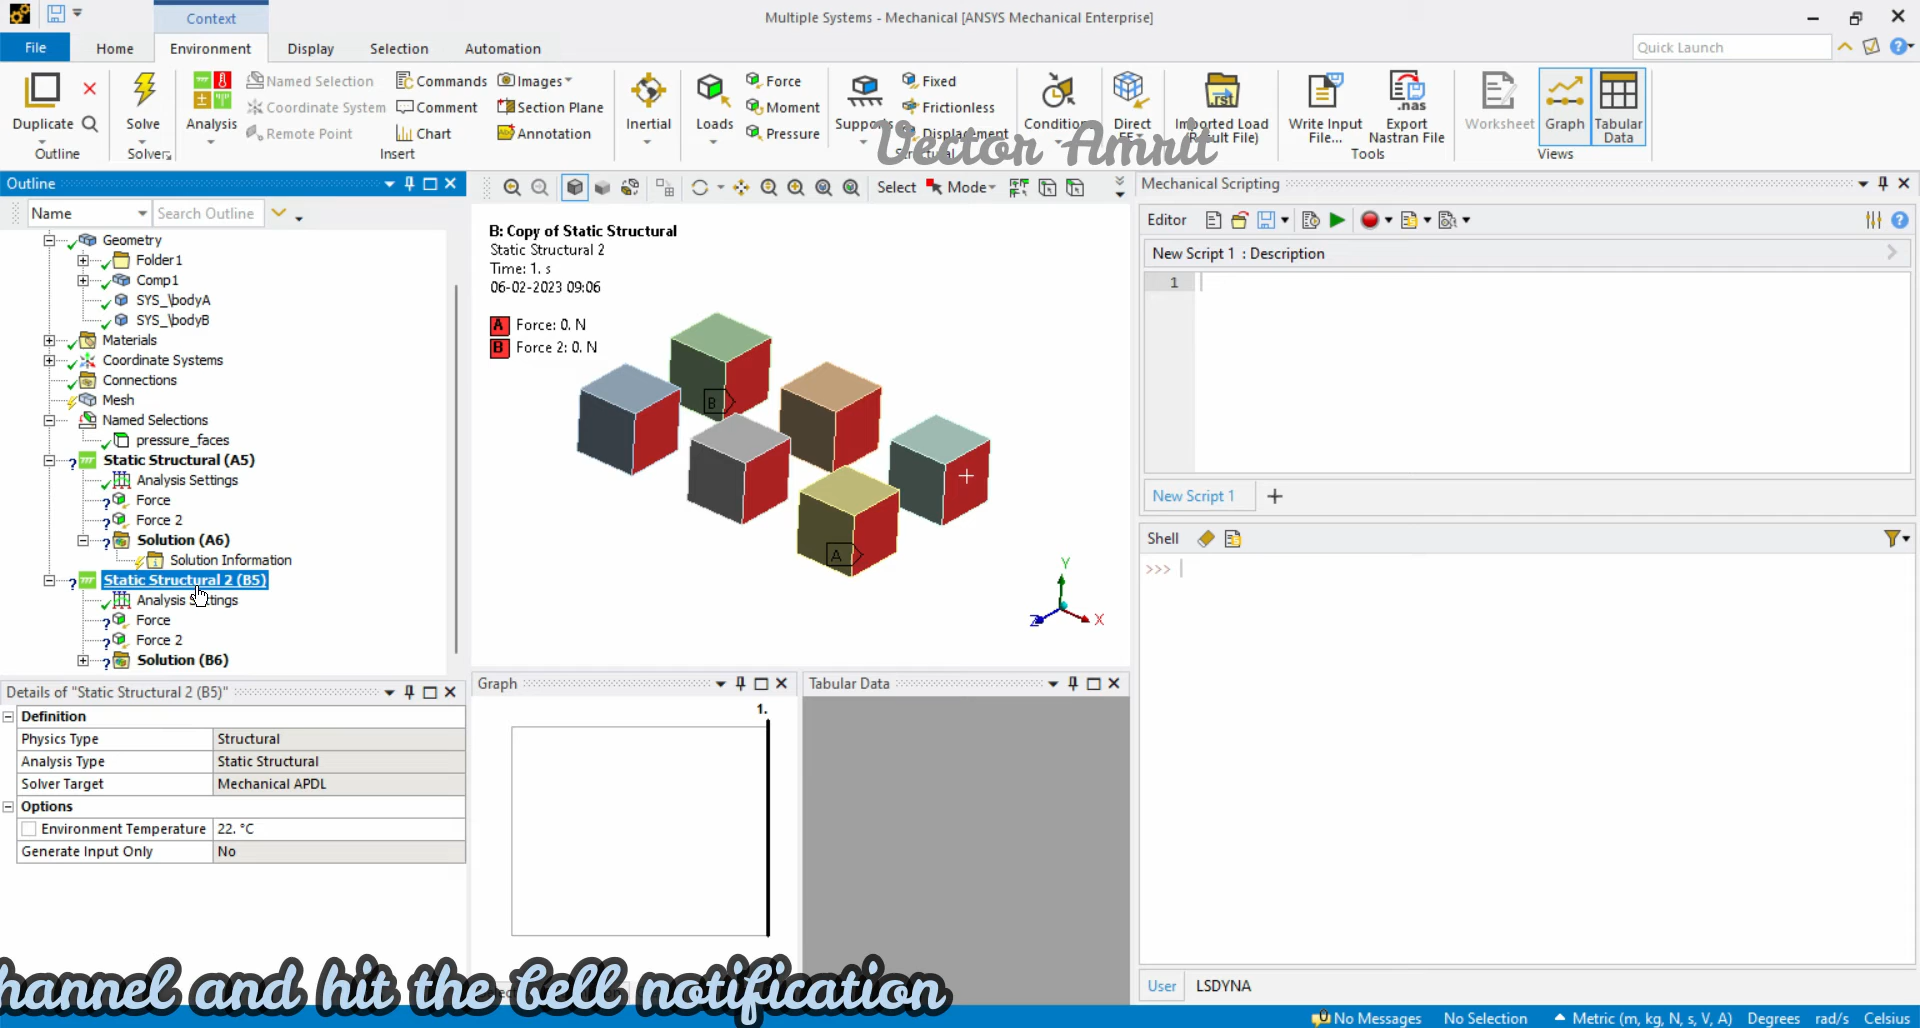 Context
Multiple Systems - Mechanical [ANSYS Mechanical Enterprise]
File Home Environment Display Selection Automation
Quick Launch
Duplicate
Outline
Solve
Solver
Analysis
Named Selection
Coordinate System
Remote Point
Commands
Comment
Chart
Images
Section Plane
Annotation
Insert
Inertial
Loads
Force
Moment
Pressure
Supports
Fixed
Frictionless
Displacement
Structural
Conditions
Direct
FE
Imported Load
(Result File)
Write Input
File...
Export
Nastran File
Tools
Worksheet
Graph
Tabular
Data
Views
.rst
.nas
Vector Amrit
Outline
Name Search Outline
Geometry
Folder1
Comp1
SYS_\bodyA
SYS_\bodyB
Materials
Coordinate Systems
Connections
Mesh
Named Selections
pressure_faces
Static Structural (A5)
Analysis Settings
Force
Force 2
Solution (A6)
Solution Information
Static Structural 2 (B5)
Analysis Settings
Force
Force 2
Solution (B6)
Details of "Static Structural 2 (B5)"
Definition
Physics Type Structural
Analysis Type Static Structural
Solver Target Mechanical APDL
Options
Environment Temperature 22. °C
Generate Input Only No
Select Mode
B: Copy of Static Structural
Static Structural 2
Time: 1. s
06-02-2023 09:06
A Force: 0. N
B Force 2: 0. N
B
A
Y
Z
X
Graph
1.
Tabular Data
Mechanical Scripting
Editor
New Script 1 : Description
1
New Script 1 +
Shell
>>>
User LSDYNA
hannel and hit the bell notification
No Messages No Selection Metric (m, kg, N, s, V, A) Degrees rad/s Celsius